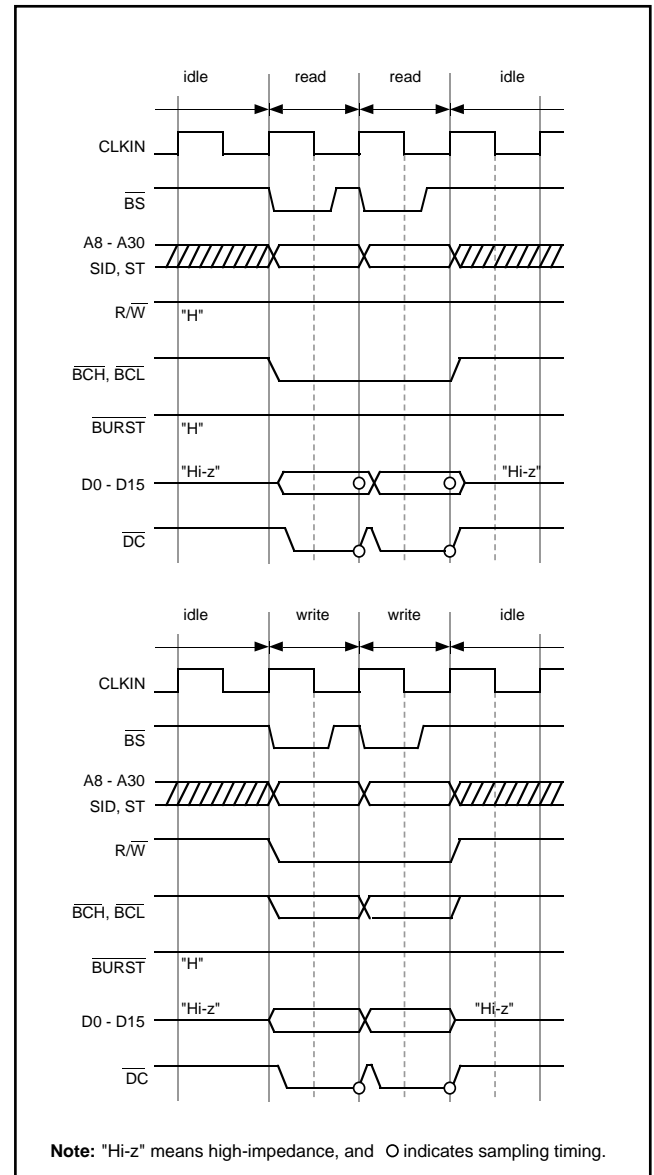 idle read read idle
CLKIN
BS
A8 - A30
SID, ST
R/W
"H"
BCH, BCL
BURST
"H"
D0 - D15
"Hi-z"
"Hi-z"
DC
idle write write idle
CLKIN
BS
A8 - A30
SID, ST
R/W
BCH, BCL
BURST
"H"
D0 - D15
"Hi-z"
"Hi-z"
DC
Note: "Hi-z" means high-impedance, and O indicates sampling timing.